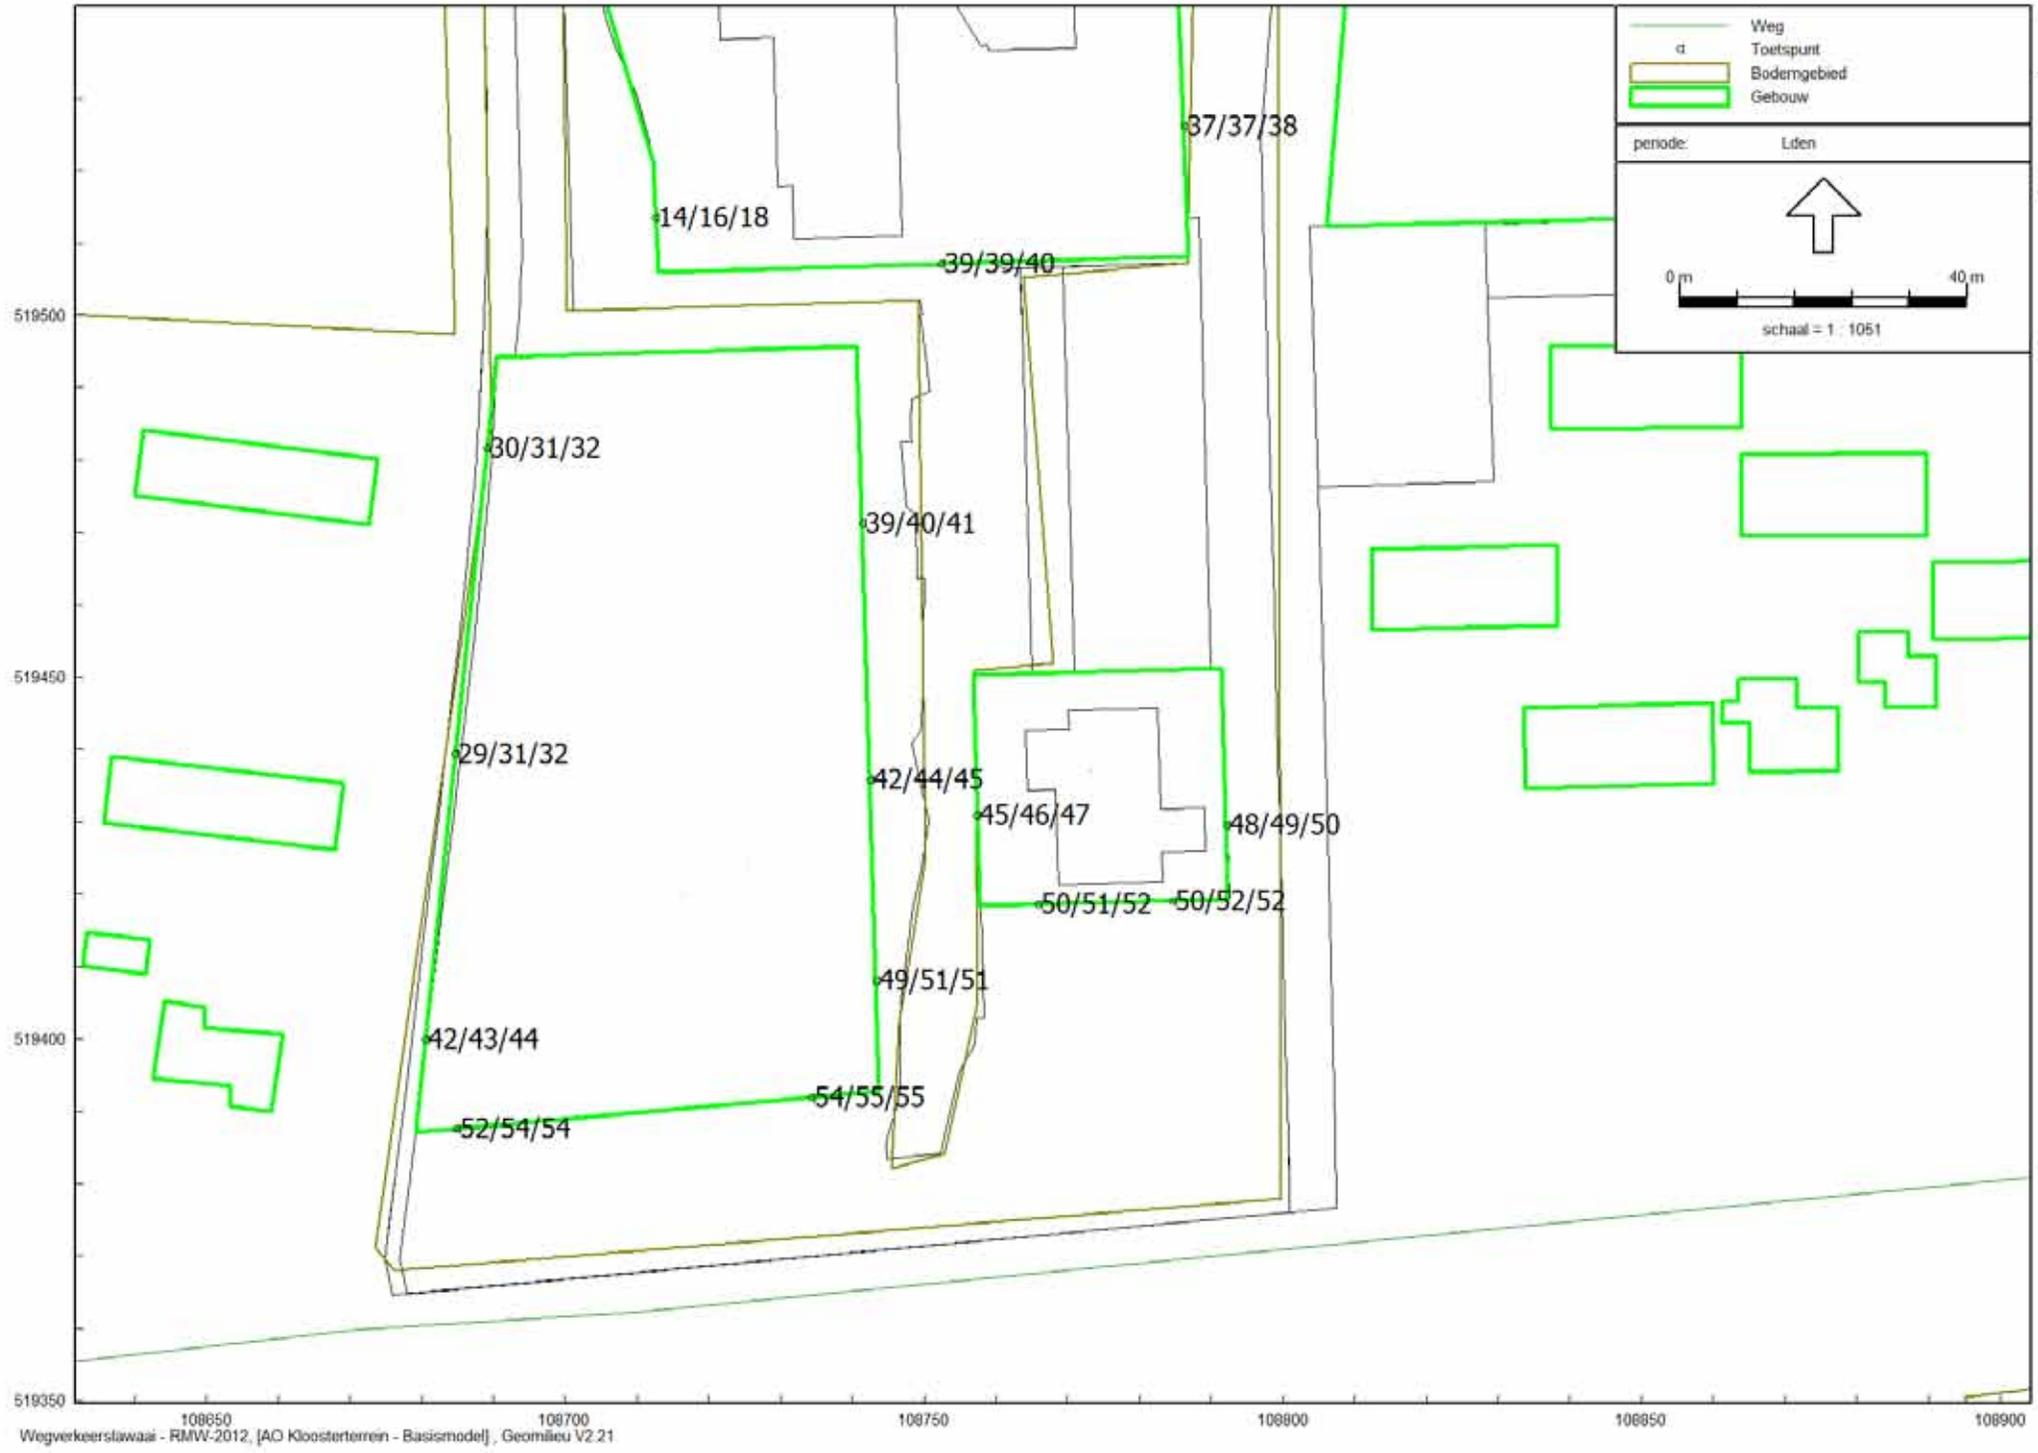 Weg
Toetspunt
Bodemgebied
Gebouw
periode: Lden
0 m 40 m
schaal = 1 : 1051
37/37/38
14/16/18
39/39/40
519500
30/31/32
39/40/41
519450
29/31/32
42/44/45
45/46/47
48/49/50
50/51/52
50/52/52
49/51/51
519400
42/43/44
54/55/55
52/54/54
519350
108650 108700 108750 108800 108850 108900
Wegverkeerslawaai - RMW-2012, [AO Kloosterterrein - Basismodel] , Geomilieu V2.21